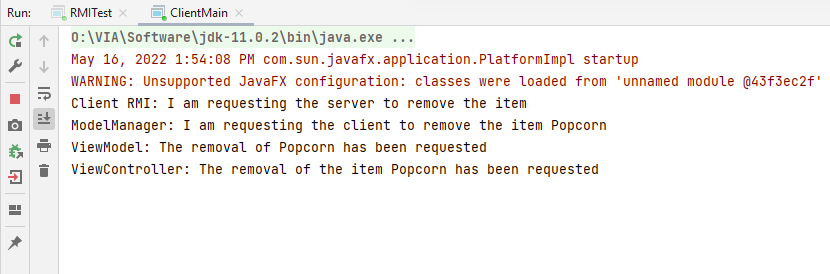 Run: RMITest ClientMain
O:\VIA\Software\jdk-11.0.2\bin\java.exe ...
May 16, 2022 1:54:08 PM com.sun.javafx.application.PlatformImpl startup
WARNING: Unsupported JavaFX configuration: classes were loaded from 'unnamed module @43f3ec2f'
Client RMI: I am requesting the server to remove the item
ModelManager: I am requesting the client to remove the item Popcorn
ViewModel: The removal of Popcorn has been requested
ViewController: The removal of the item Popcorn has been requested